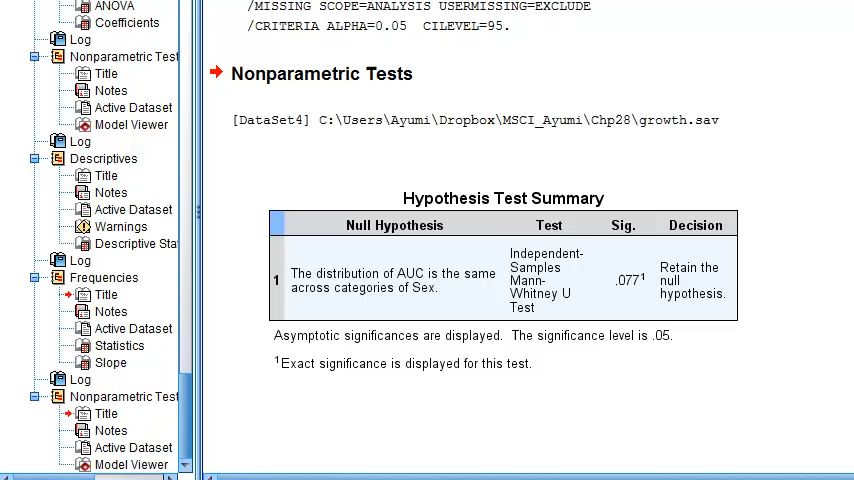 ANOVA
Coefficients
Log
Nonparametric Test
Title
Notes
Active Dataset
Model Viewer
Log
Descriptives
Title
Notes
Active Dataset
Warnings
Descriptive Sta
Log
Frequencies
Title
Notes
Active Dataset
Statistics
Slope
Log
Nonparametric Test
Title
Notes
Active Dataset
Model Viewer
/MISSING SCOPE=ANALYSIS USERMISSING=EXCLUDE
/CRITERIA ALPHA=0.05 CILEVEL=95.
Nonparametric Tests
[DataSet4] C:\Users\Ayumi\Dropbox\MSCI_Ayumi\Chp28\growth.sav
Hypothesis Test Summary
Null Hypothesis Test Sig. Decision
1
The distribution of AUC is the same
across categories of Sex.
Independent-
Samples
Mann-
Whitney U
Test
.077¹
Retain the
null
hypothesis.
Asymptotic significances are displayed. The significance level is .05.
¹Exact significance is displayed for this test.